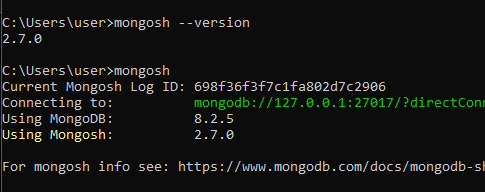 C:\Users\user>mongosh --version
2.7.0
C:\Users\user>mongosh
Current Mongosh Log ID: 698f36f3f7c1fa802d7c2906
Connecting to: mongodb://127.0.0.1:27017/?directConn
Using MongoDB: 8.2.5
Using Mongosh: 2.7.0
For mongosh info see: https://www.mongodb.com/docs/mongodb-sh